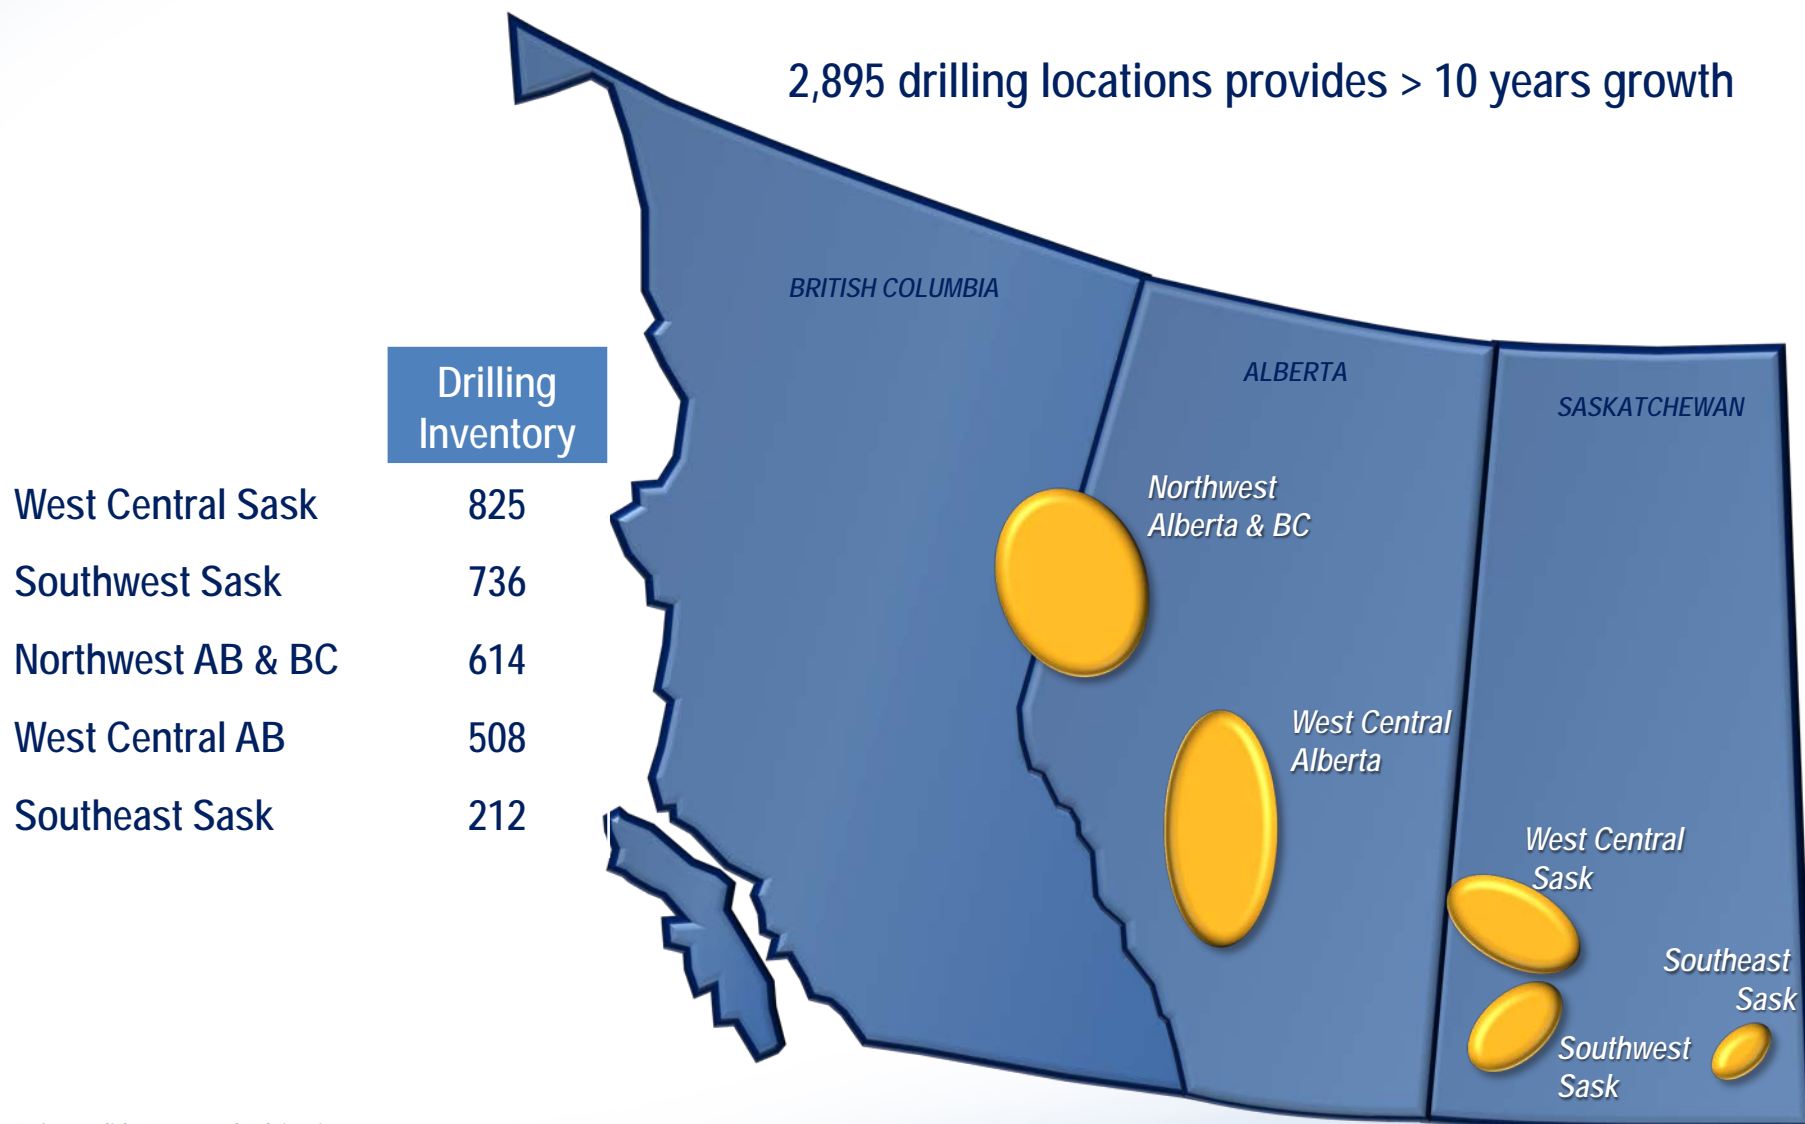 2,895 drilling locations provides > 10 years growth
BRITISH COLUMBIA
ALBERTA
SASKATCHEWAN
Drilling
Inventory
West Central Sask 825
Southwest Sask 736
Northwest AB & BC 614
West Central AB 508
Southeast Sask 212
Northwest
Alberta & BC
West Central
Alberta
West Central
Sask
Southeast
Sask
Southwest
Sask